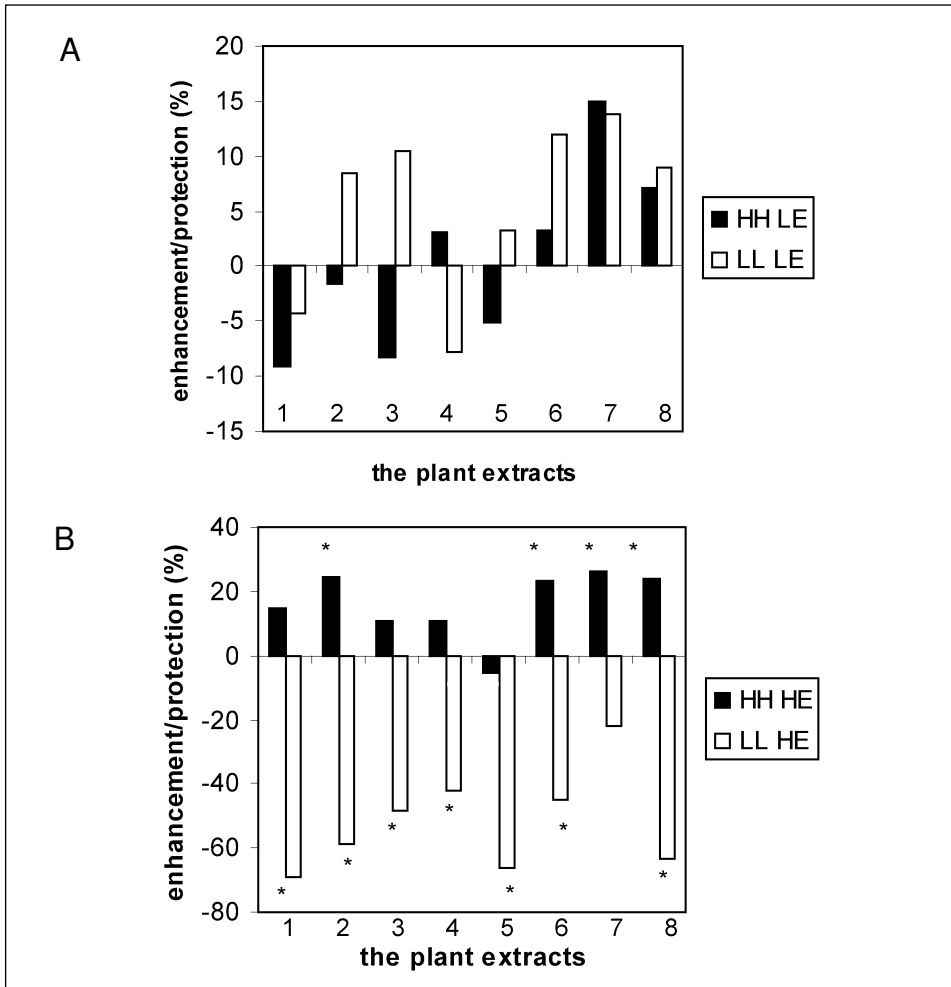 A
enhancement/protection (%)
20
15
10
5
0
-5
-10
-15
1 2 3 4 5 6 7 8
the plant extracts
HH LE
LL LE
B
enhancement/protection (%)
40
20
0
-20
-40
-60
-80
* * * *
* * * * * * *
1 2 3 4 5 6 7 8
the plant extracts
HH HE
LL HE